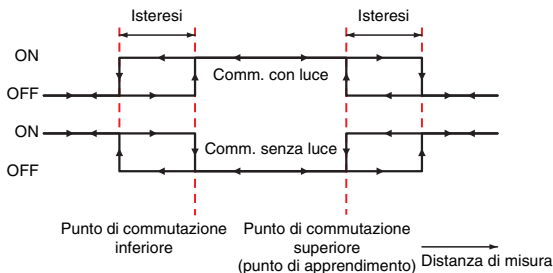 Isteresi Isteresi
ON
Comm. con luce
OFF
ON
Comm. senza luce
OFF
Punto di commutazione
inferiore
Punto di commutazione
superiore
(punto di apprendimento)
Distanza di misura